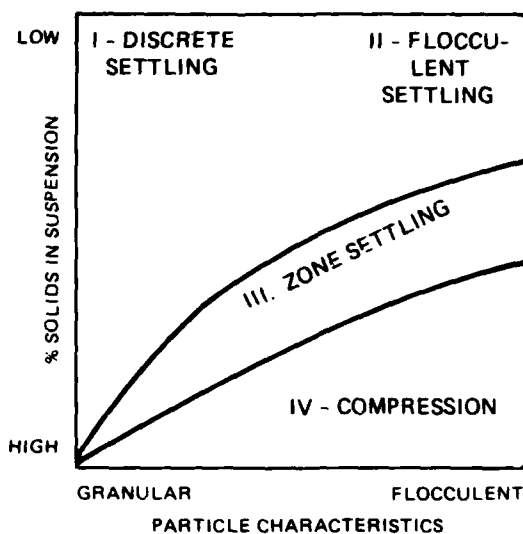 LOW
I - DISCRETE
SETTLING
II - FLOCCU-
LENT
SETTLING
% SOLIDS IN SUSPENSION
III. ZONE SETTLING
IV - COMPRESSION
HIGH
GRANULAR
FLOCCULENT
PARTICLE CHARACTERISTICS